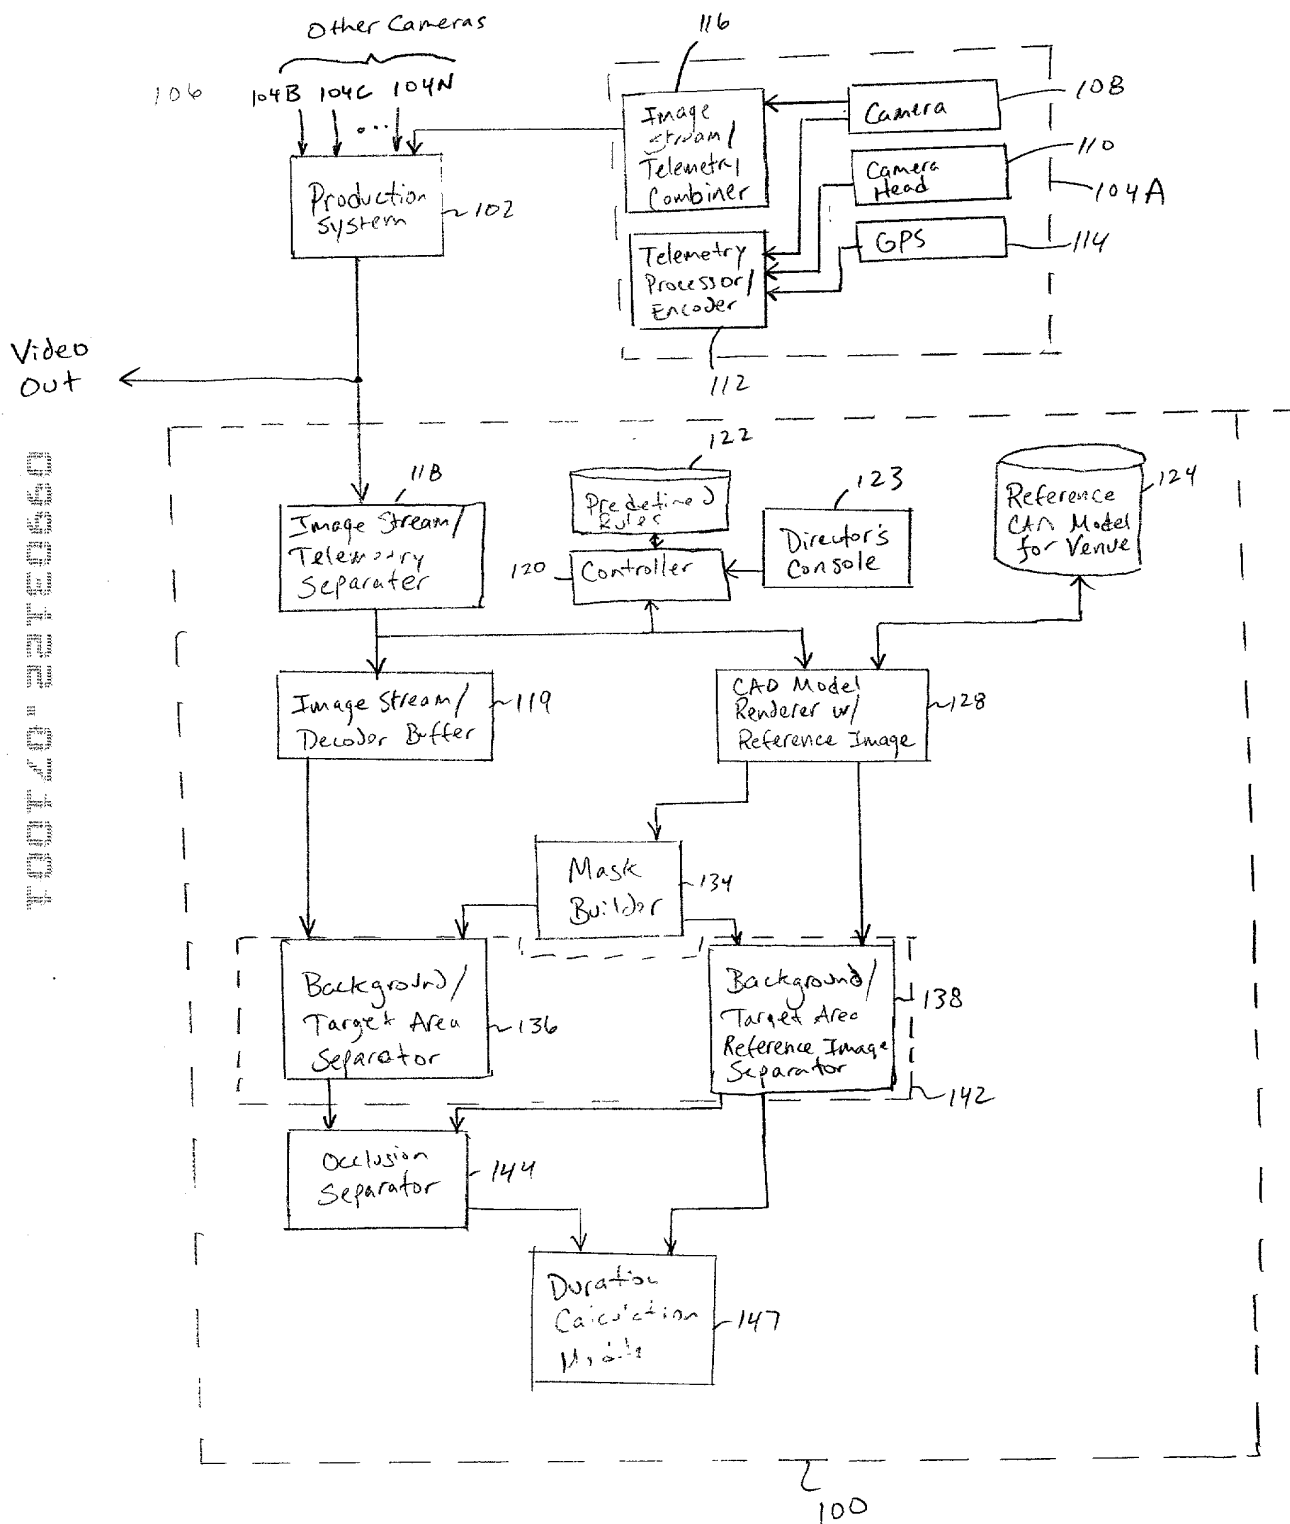 Other Cameras
116
106
104B 104C 104N
...
Image
Stream/
Telemetry
Combiner
Camera
108
Camera
Head
110
104A
Production
System
102
GPS
114
Telemetry
Processor/
Encoder
112
Video
Out
118
Image Stream/
Telemetry
Separater
122
Predefined
Rules
123
Director's
Console
120
Controller
Reference
CAD Model
for Venue
124
Image Stream/
Decoder Buffer
119
CAD Model
Renderer w/
Reference Image
128
Mask
Builder
134
Background/
Target Area
Separator
136
Background/
Target Area
Reference Image
Separator
138
142
Occlusion
Separator
144
Duration
Calculation
Module
147
100
09903122.071001